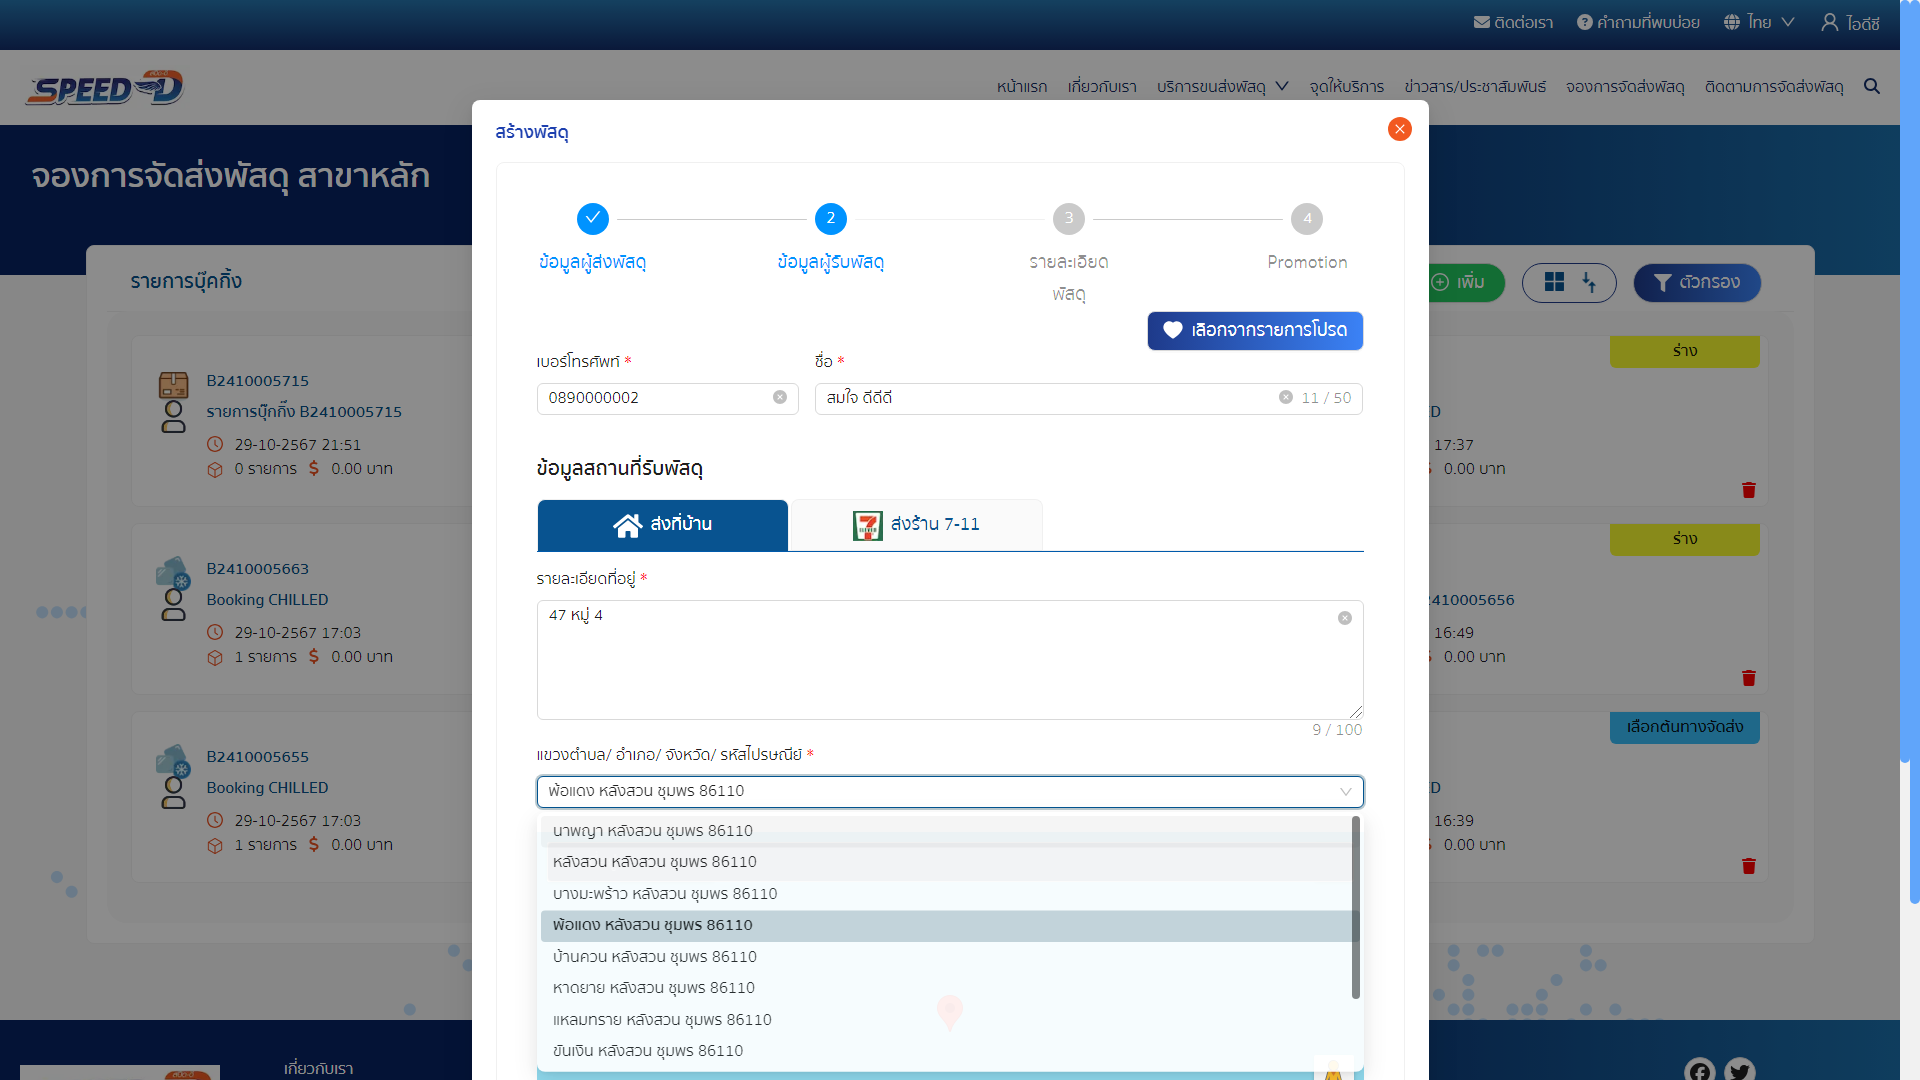 ติดต่อเรา คำถามที่พบบ่อย ไทย ไอดีซี
SPEED-D
หน้าแรก เกี่ยวกับเรา บริการขนส่งพัสดุ จุดให้บริการ ข่าวสาร/ประชาสัมพันธ์ จองการจัดส่งพัสดุ ติดตามการจัดส่งพัสดุ
จองการจัดส่งพัสดุ สาขาหลัก
รายการบุ๊คกิ้ง
เพิ่ม ตัวกรอง
B2410005715
รายการบุ๊กกิ้ง B2410005715
29-10-2567 21:51
0 รายการ $ 0.00 บาท
B2410005663
Booking CHILLED
29-10-2567 17:03
1 รายการ $ 0.00 บาท
B2410005655
Booking CHILLED
29-10-2567 17:03
1 รายการ $ 0.00 บาท
สร้างพัสดุ
2 3 4
ข้อมูลผู้ส่งพัสดุ ข้อมูลผู้รับพัสดุ รายละเอียด Promotion
พัสดุ
เลือกจากรายการโปรด
เบอร์โทรศัพท์ * ชื่อ *
0890000002 สมใจ ดีดีดี 11 / 50
ข้อมูลสถานที่รับพัสดุ
ส่งที่บ้าน ส่งร้าน 7-11
รายละเอียดที่อยู่ *
47 หมู่ 4
9 / 100
แขวงตำบล/ อำเภอ/ จังหวัด/ รหัสไปรษณีย์ *
พ้อแดง หลังสวน ชุมพร 86110
นาพญา หลังสวน ชุมพร 86110
หลังสวน หลังสวน ชุมพร 86110
บางมะพร้าว หลังสวน ชุมพร 86110
พ้อแดง หลังสวน ชุมพร 86110
บ้านควน หลังสวน ชุมพร 86110
หาดยาย หลังสวน ชุมพร 86110
แหลมทราย หลังสวน ชุมพร 86110
ขันเงิน หลังสวน ชุมพร 86110
ร่าง
D
17:37
0.00 บาท
ร่าง
2410005656
16:49
0.00 บาท
เลือกต้นทางจัดส่ง
D
16:39
0.00 บาท
เกี่ยวกับเรา